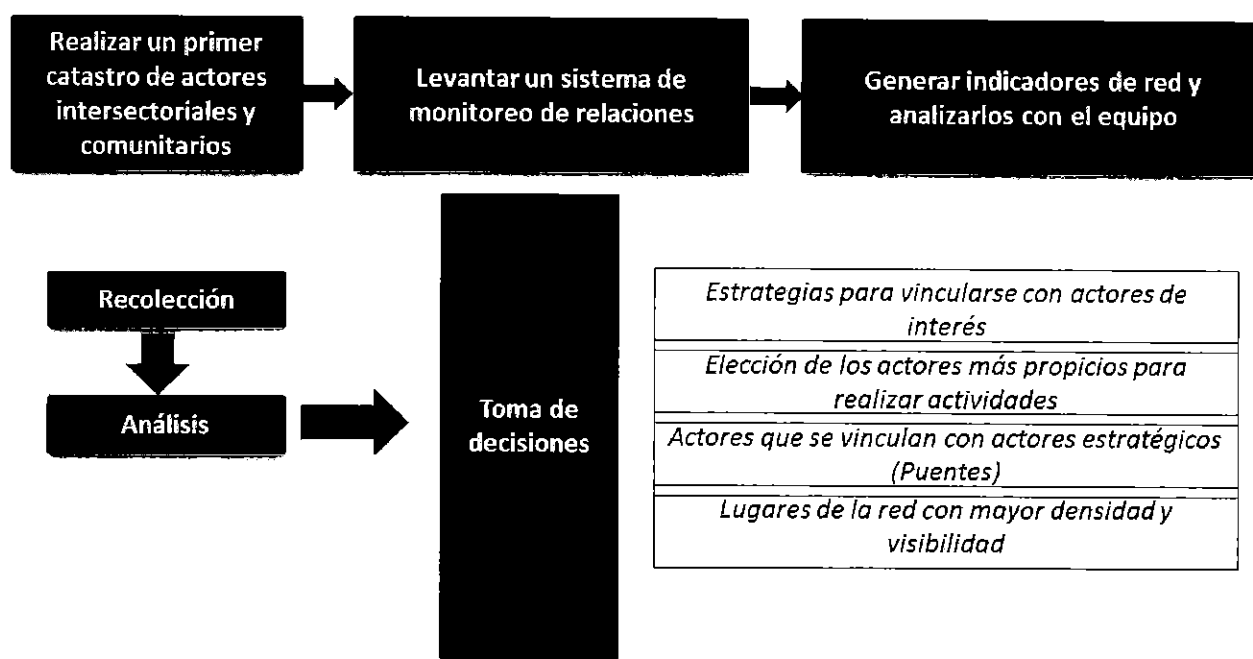 Realizar un primer
catastro de actores
intersectoriales y
comunitarios
Levantar un sistema de
monitoreo de relaciones
Generar indicadores de red y
analizarlos con el equipo
Recolección
Análisis
Toma de
decisiones
Estrategias para vincularse con actores de
interés
Elección de los actores más propicios para
realizar actividades
Actores que se vinculan con actores estratégicos
(Puentes)
Lugares de la red con mayor densidad y
visibilidad